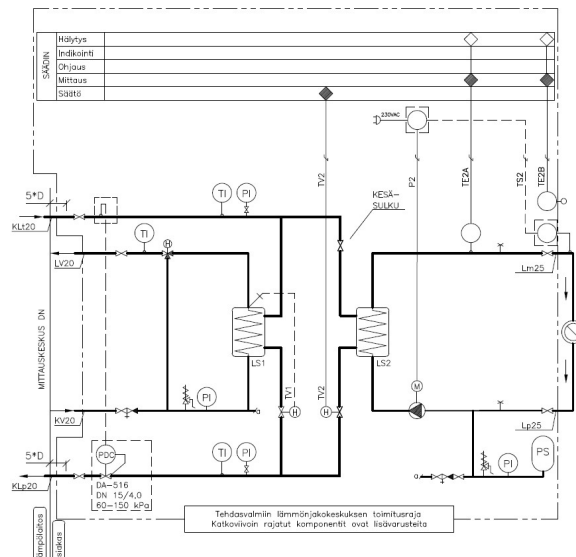 SÄÄDIN
Hälytys
Indikointi
Ohjaus
Mittaus
Säätö
230VAC
TV2
P2
TE2A
TS2
TE2B
5*D
TI
PI
KESÄ-
SULKU
KLt20
TI
H
LV20
Lm25
MITTAUSKESKUS DN
LS1
LS2
TV1
TV2
H
H
M
PI
KV20
Lp25
5*D
PDC
TI
PI
PI
PS
KLp20
DA-516
DN 15/4,0
60-150 kPa
Tehdasvalmiin lämmönjakokeskuksen toimitusraja
Katkoviivoin rajatut komponentit ovat lisävarusteita
ämpölaitos
siakas